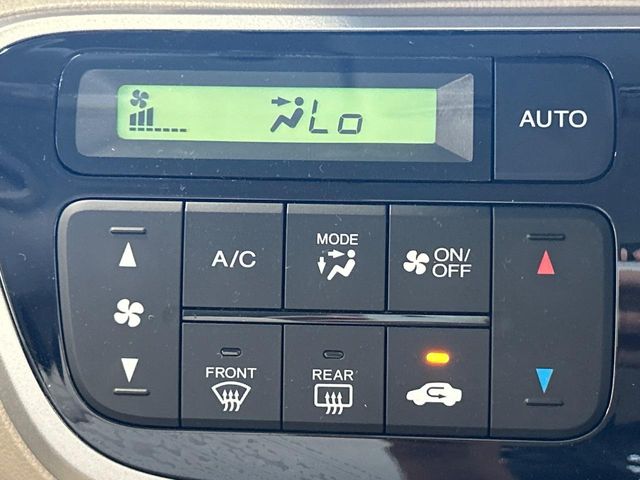 Lo
AUTO
A/C
MODE
ON/
OFF
FRONT
REAR